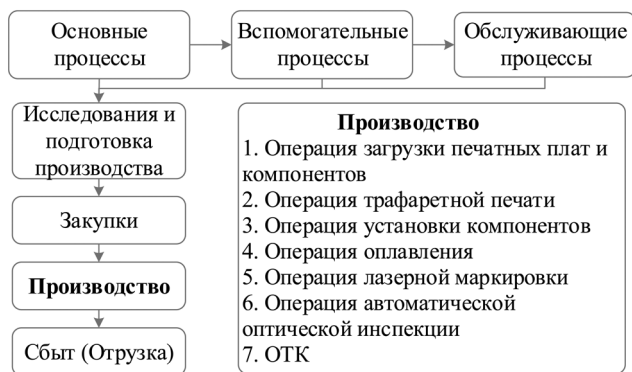 Основные
процессы
Вспомогательные
процессы
Обслуживающие
процессы
Исследования и
подготовка
производства
Закупки
Производство
Сбыт (Отрузка)
Производство
1. Операция загрузки печатных плат и
компонентов
2. Операция трафаретной печати
3. Операция установки компонентов
4. Операция оплавления
5. Операция лазерной маркировки
6. Операция автоматической
оптической инспекции
7. ОТК